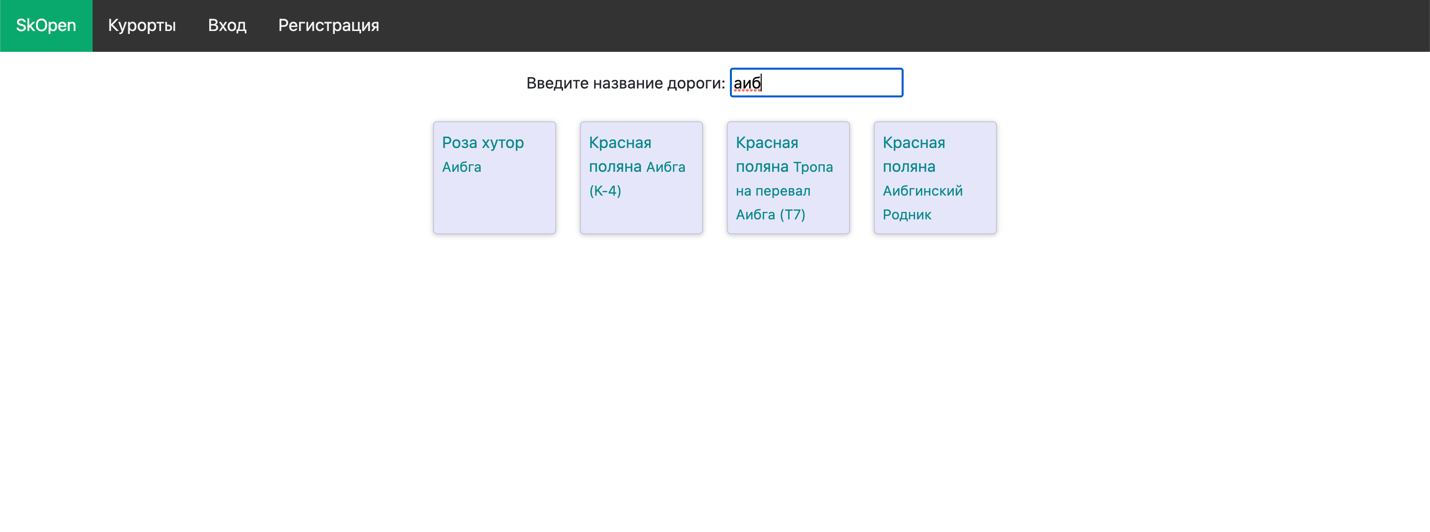 SkOpen Курорты Вход Регистрация
Введите название дороги: аиб
Роза хутор
Аибга
Красная
поляна Аибга
(К-4)
Красная
поляна Тропа
на перевал
Аибга (Т7)
Красная
поляна
Аибгинский
Родник